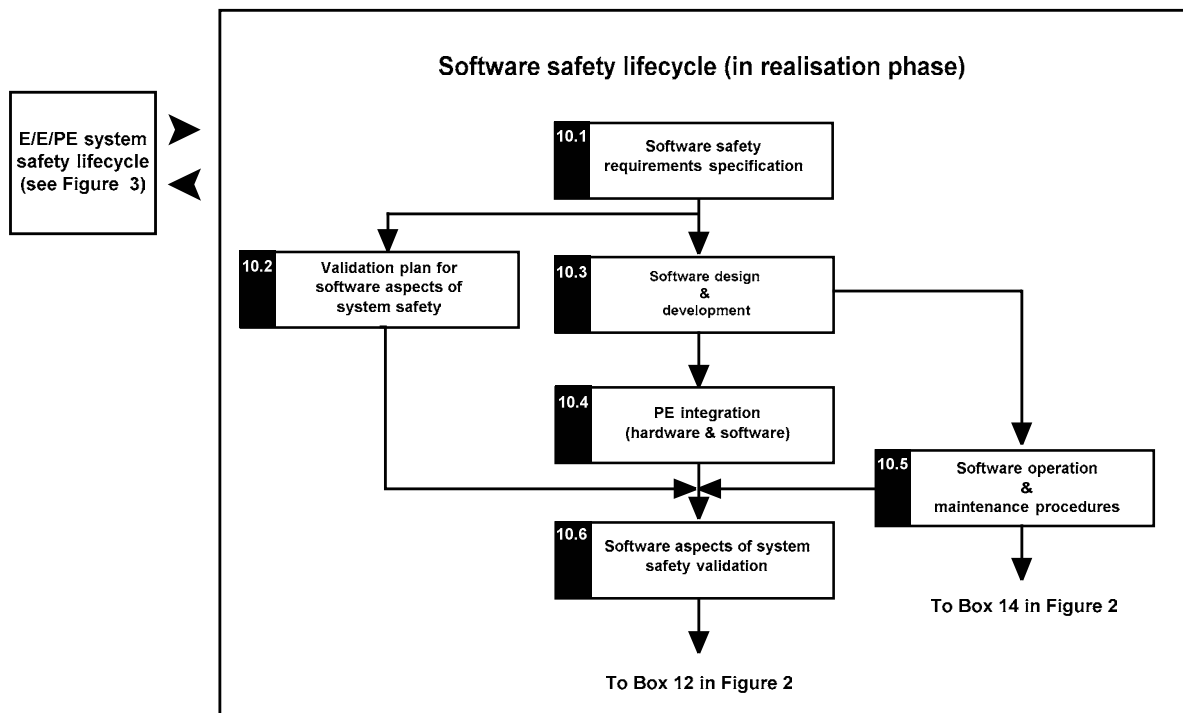 Software safety lifecycle (in realisation phase)
E/E/PE system
safety lifecycle
(see Figure 3)
10.1
Software safety
requirements specification
10.2
Validation plan for
software aspects of
system safety
10.3
Software design
&
development
10.4
PE integration
(hardware & software)
10.5
Software operation
&
maintenance procedures
10.6
Software aspects of system
safety validation
To Box 14 in Figure 2
To Box 12 in Figure 2